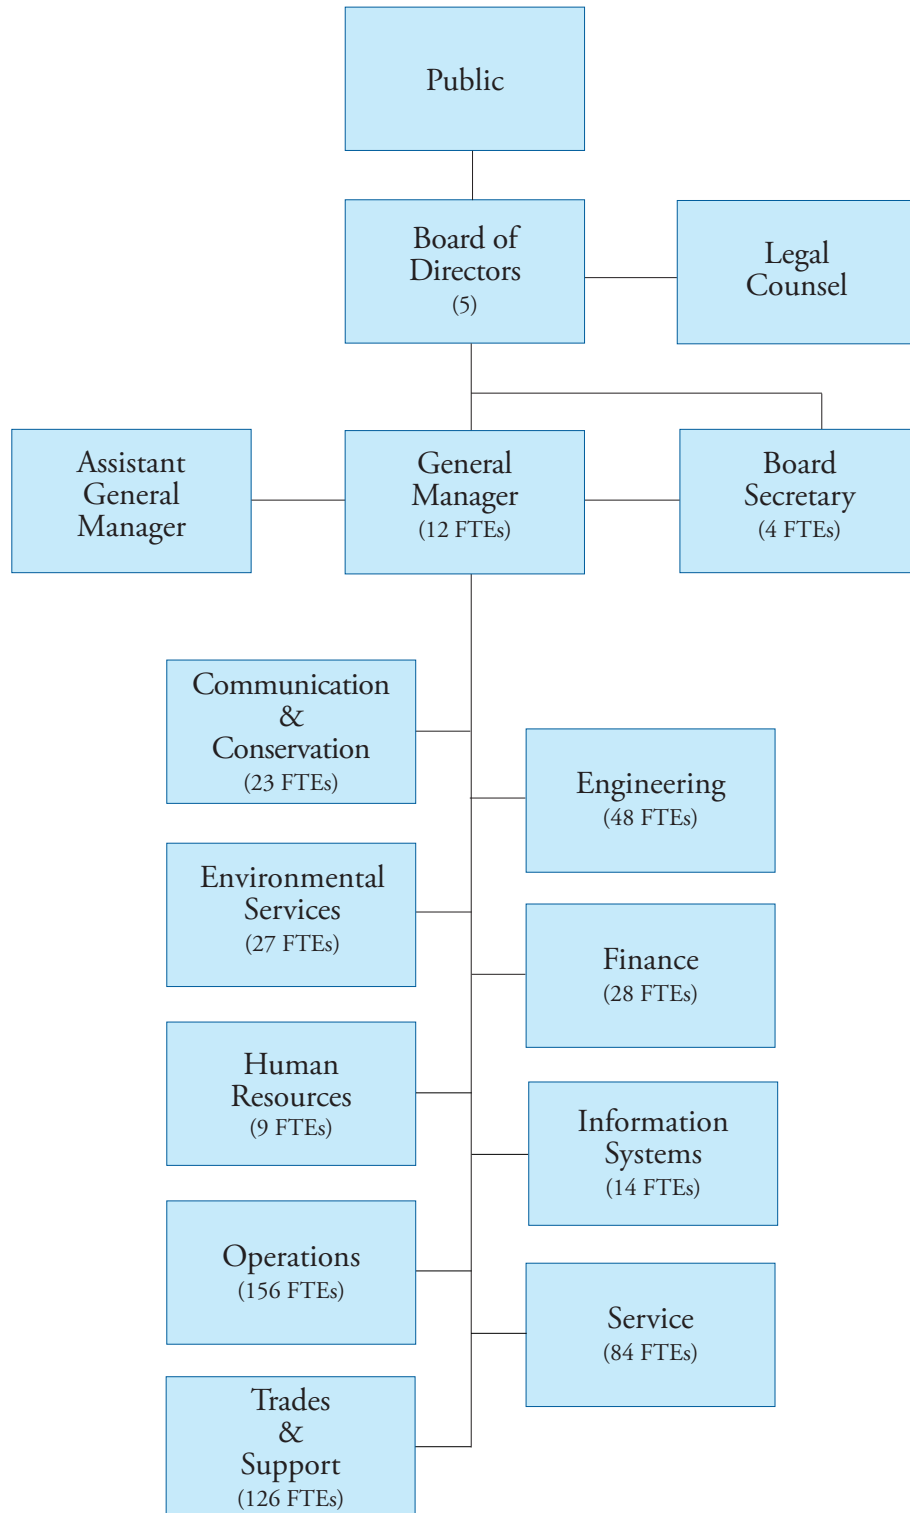 Public
Board of
Directors
(5)
Legal
Counsel
Assistant
General
Manager
General
Manager
(12 FTEs)
Board
Secretary
(4 FTEs)
Communication
&
Conservation
(23 FTEs)
Engineering
(48 FTEs)
Environmental
Services
(27 FTEs)
Finance
(28 FTEs)
Human
Resources
(9 FTEs)
Information
Systems
(14 FTEs)
Operations
(156 FTEs)
Service
(84 FTEs)
Trades
&
Support
(126 FTEs)